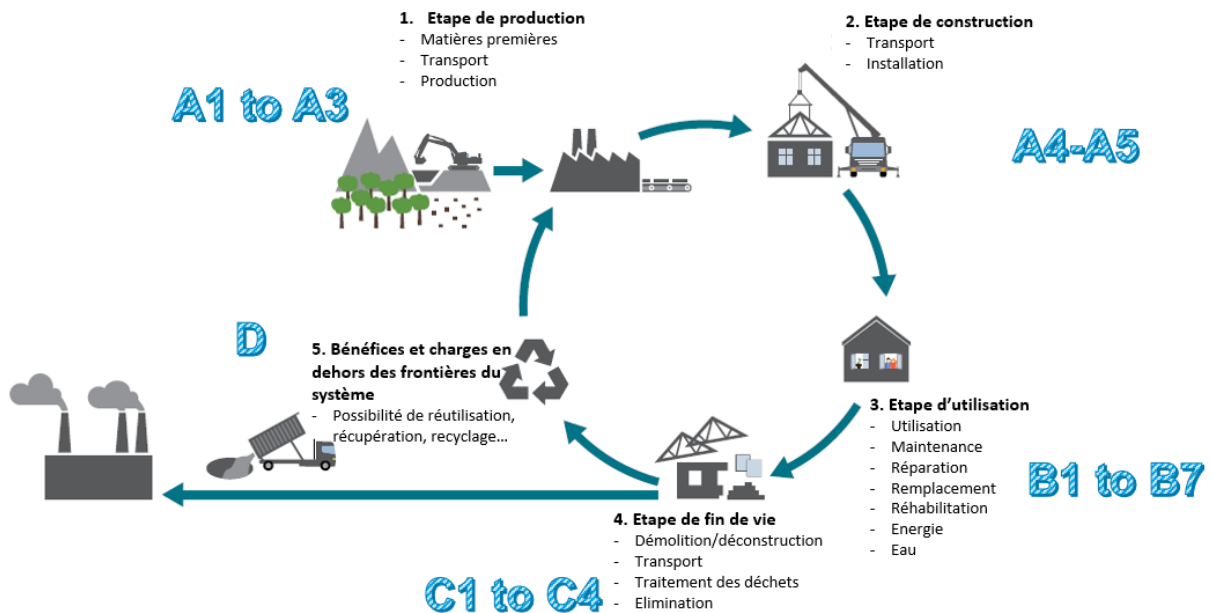 1. Etape de production
- Matières premières
- Transport
- Production
A1 to A3
2. Etape de construction
- Transport
- Installation
A4-A5
3. Etape d’utilisation
- Utilisation
- Maintenance
- Réparation
- Remplacement
- Réhabilitation
- Energie
- Eau
B1 to B7
4. Etape de fin de vie
- Démolition/déconstruction
- Transport
- Traitement des déchets
- Elimination
C1 to C4
D
5. Bénéfices et charges en
dehors des frontières du
système
- Possibilité de réutilisation,
récupération, recyclage…